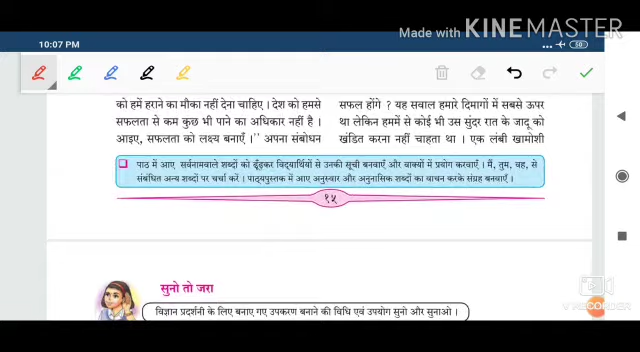 Made with KINEMASTER
10:07 PM
58
को हमें हराने का मौका नहीं देना चाहिए। देश को हमसे
सफलता से कम कुछ भी पाने का अधिकार नहीं है ।
आइए, सफलता को लक्ष्य बनाएँ ।'' अपना संबोधन
सफल होंगे ? यह सवाल हमारे दिमागों में सबसे ऊपर
था लेकिन हममें से कोई भी उस सुंदर रात के जादू को
खंडित करना नहीं चाहता था । एक लंबी खामोशी
❑ पाठ में आए सर्वनामवाले शब्दों को ढूँढ़कर विद्यार्थियों से उनकी सूची बनवाएँ और वाक्यों में प्रयोग करवाएँ । मैं, तुम, वह, से
संबंधित अन्य शब्दों पर चर्चा करें । पाठ्यपुस्तक में आए अनुस्वार और अनुनासिक शब्दों का वाचन करके संग्रह बनवाएँ ।
१५
सुनो तो जरा
विज्ञान प्रदर्शनी के लिए बनाए गए उपकरण बनाने की विधि एवं उपयोग सुनो और सुनाओ ।